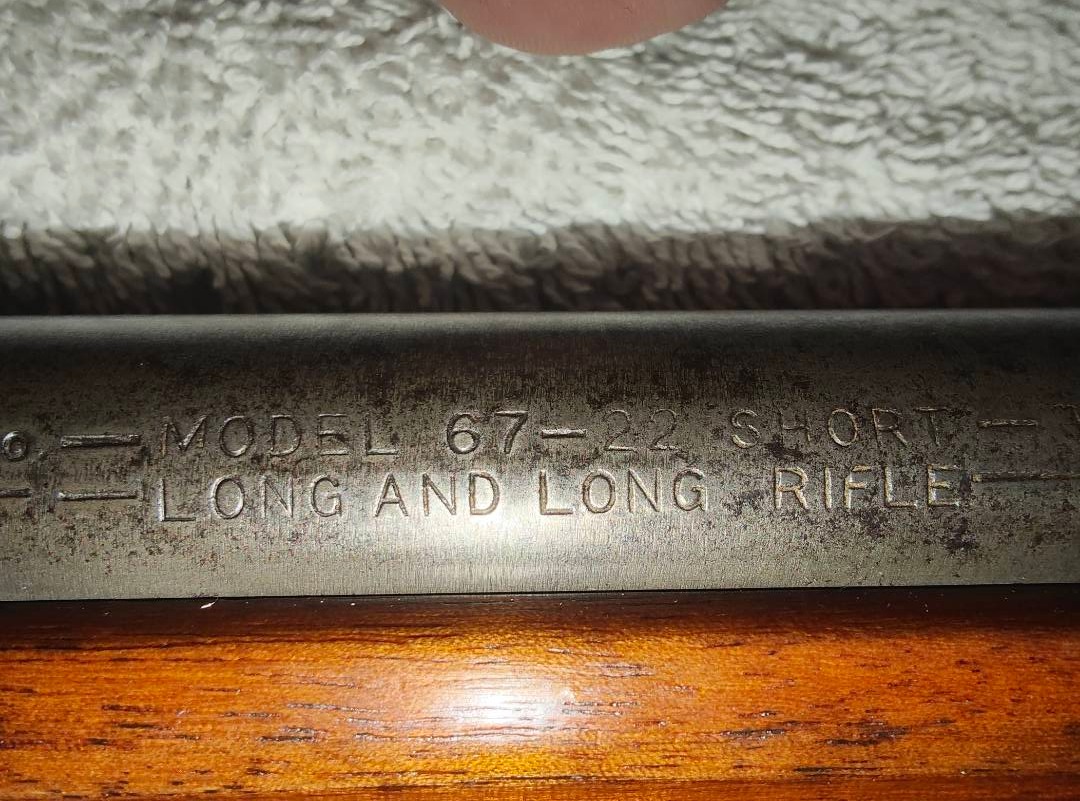 o.—MODEL 67—22 SHORT—
—LONG AND LONG RIFLE—